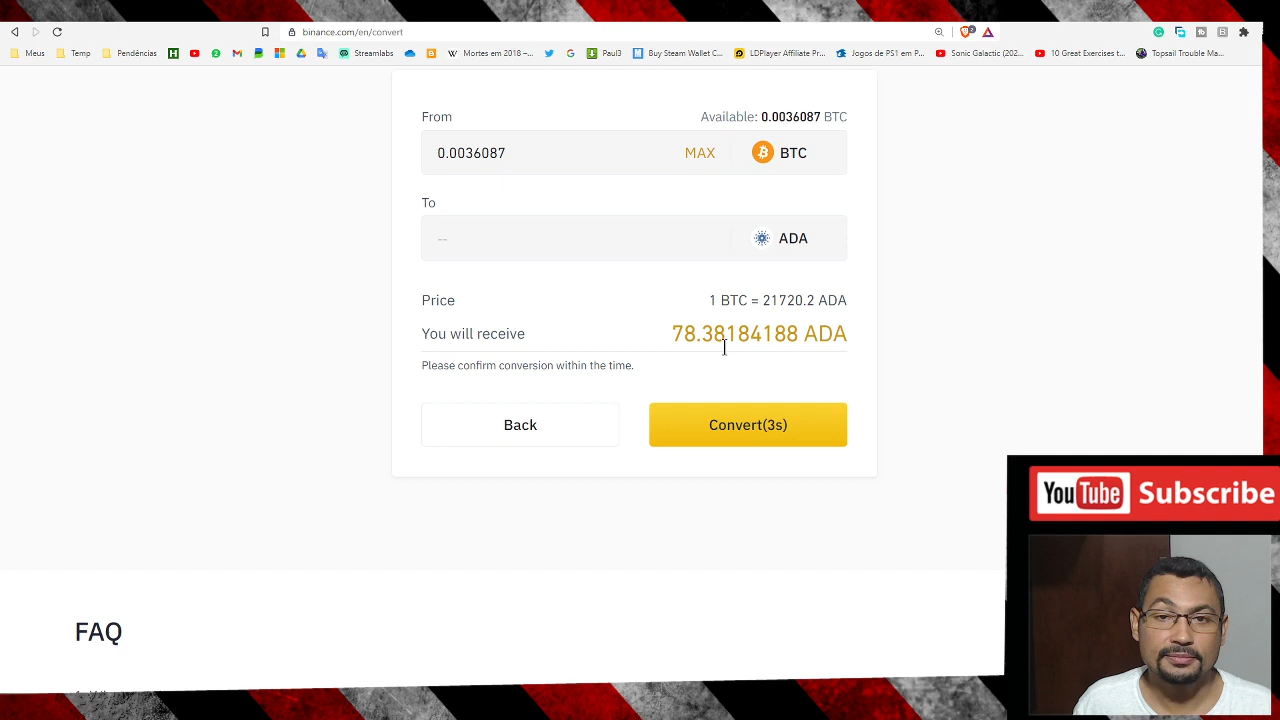 binance.com/en/convert
Meus Temp Pendências H 2 Streamlabs W Mortes em 2018 –... G Paul3 M Buy Steam Wallet C... LDPlayer Affiliate Pr... Jogos de PS1 em P... Sonic Galactic (202... 10 Great Exercises t... Topsail Trouble Ma...
From Available: 0.0036087 BTC
0.0036087 MAX BTC
To
-- ADA
Price 1 BTC = 21720.2 ADA
You will receive 78.38184188 ADA
Please confirm conversion within the time.
Back Convert(3s)
YouTube Subscribe
FAQ